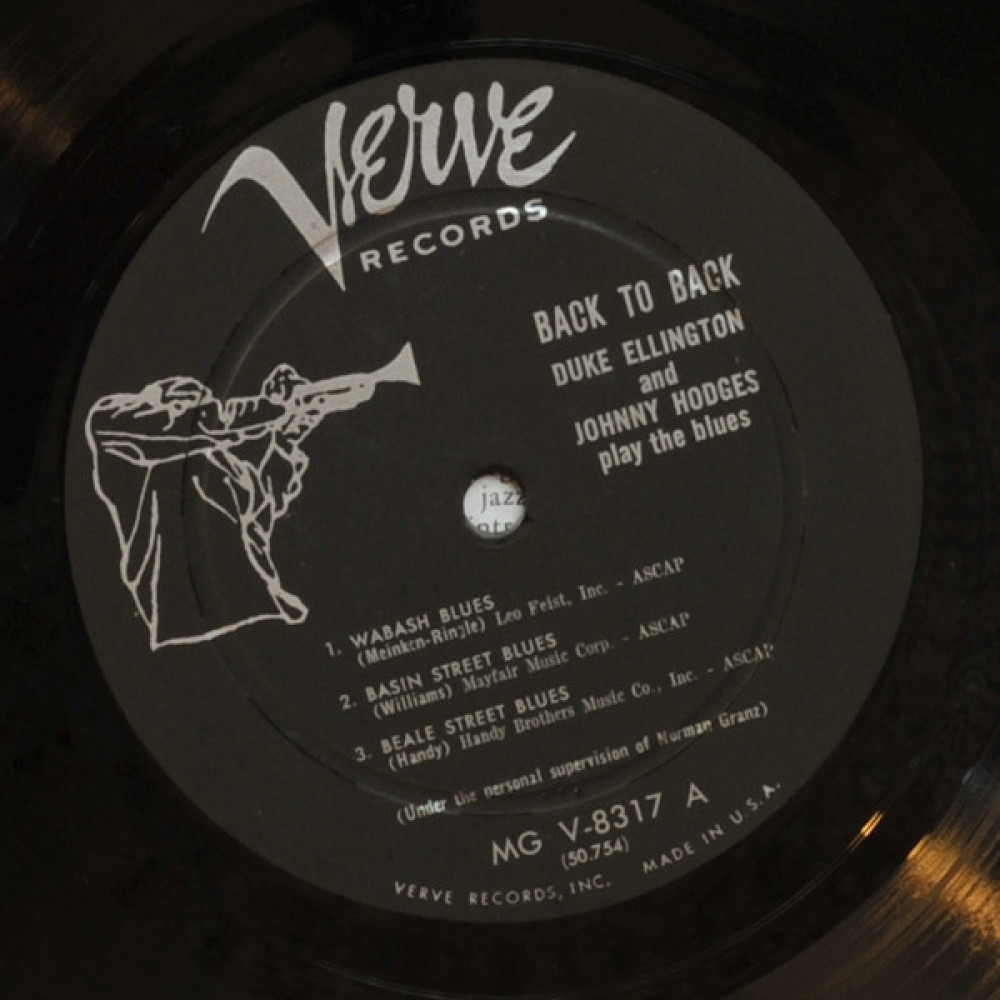 VERVE
RECORDS
BACK TO BACK
DUKE ELLINGTON
and
JOHNNY HODGES
play the blues
jazz
1. WABASH BLUES
(Meinken-Ringle) Leo Feist, Inc. - ASCAP
2. BASIN STREET BLUES
(Williams) Mayfair Music Corp. - ASCAP
3. BEALE STREET BLUES
(Handy) Handy Brothers Music Co., Inc. - ASCAP
(Under the personal supervision of Norman Granz)
MG V-8317 A
(50.754)
VERVE RECORDS, INC. MADE IN U.S.A.